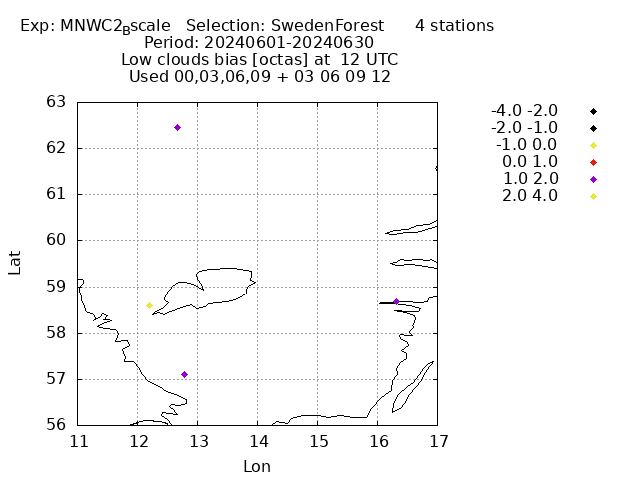 Exp: MNWC2_Bscale Selection: SwedenForest 4 stations
Period: 20240601-20240630
Low clouds bias [octas] at 12 UTC
Used 00,03,06,09 + 03 06 09 12
-4.0 -2.0
-2.0 -1.0
-1.0 0.0
0.0 1.0
1.0 2.0
2.0 4.0
63
62
61
60
59
58
57
56
Lat
11 12 13 14 15 16 17
Lon